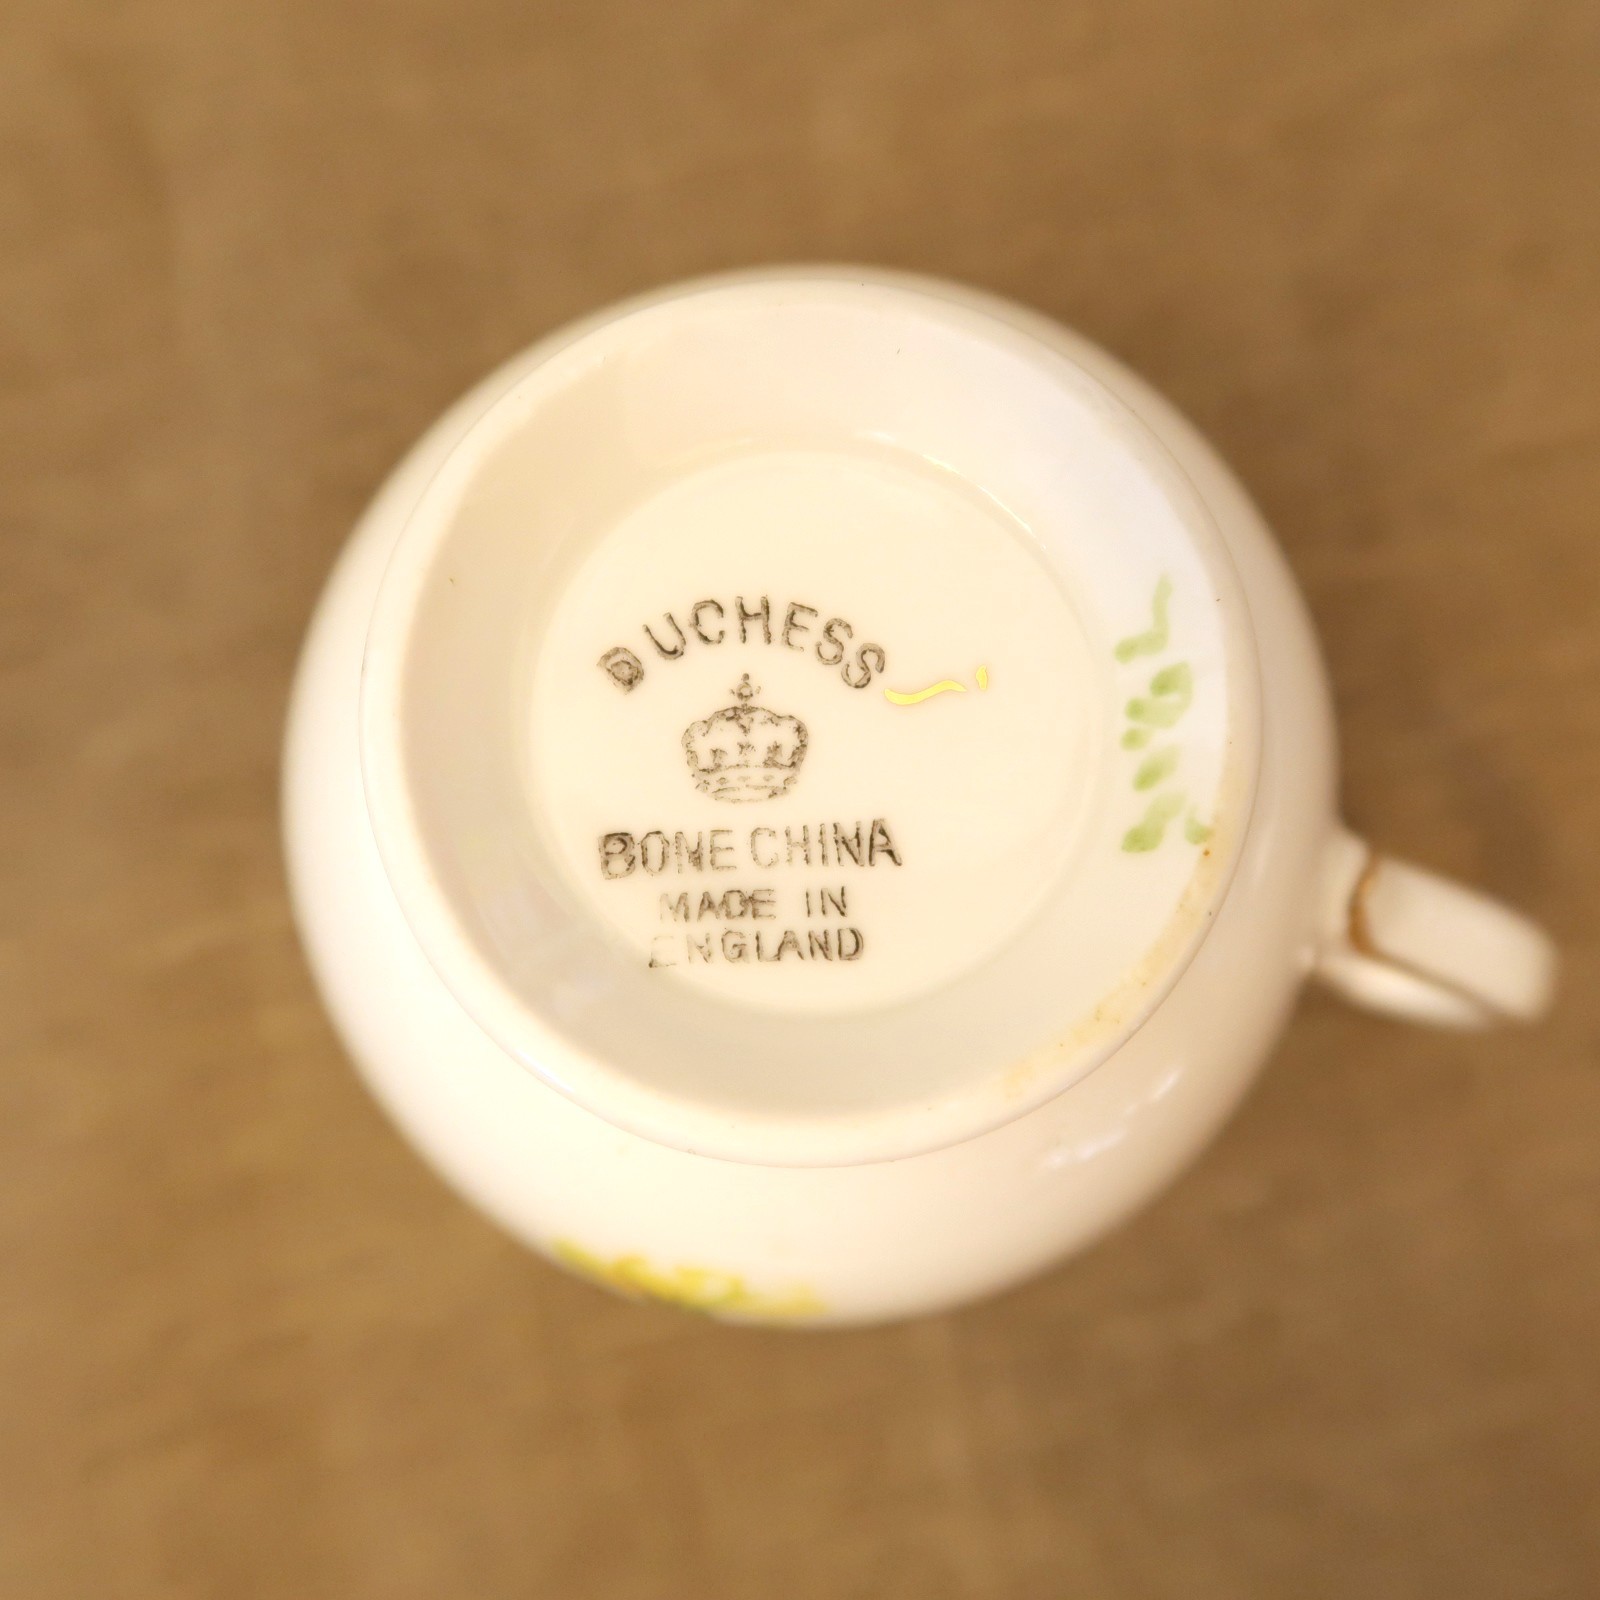 DUCHESS
BONE CHINA
MADE IN
ENGLAND